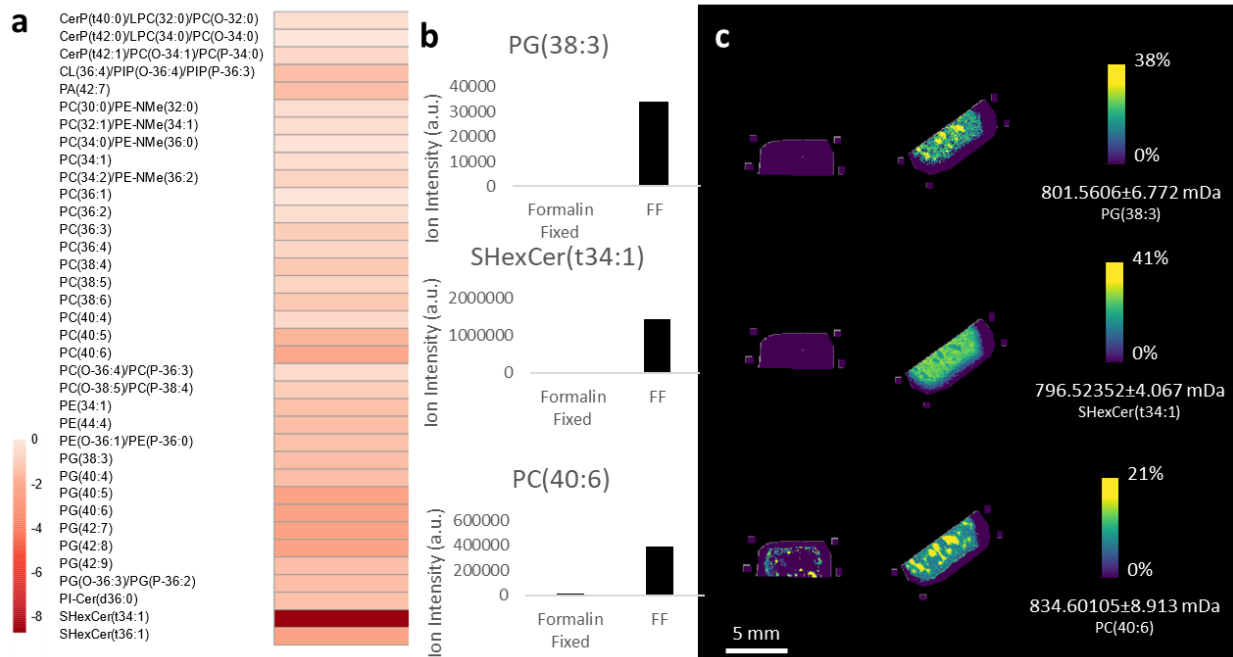 a
CerP(t40:0)/LPC(32:0)/PC(O-32:0)
CerP(t42:0)/LPC(34:0)/PC(O-34:0)
CerP(t42:1)/PC(O-34:1)/PC(P-34:0)
CL(36:4)/PIP(O-36:4)/PIP(P-36:3)
PA(42:7)
PC(30:0)/PE-NMe(32:0)
PC(32:1)/PE-NMe(34:1)
PC(34:0)/PE-NMe(36:0)
PC(34:1)
PC(34:2)/PE-NMe(36:2)
PC(36:1)
PC(36:2)
PC(36:3)
PC(36:4)
PC(38:4)
PC(38:5)
PC(38:6)
PC(40:4)
PC(40:5)
PC(40:6)
PC(O-36:4)/PC(P-36:3)
PC(O-38:5)/PC(P-38:4)
PE(34:1)
PE(44:4)
PE(O-36:1)/PE(P-36:0)
PG(38:3)
PG(40:4)
PG(40:5)
PG(40:6)
PG(42:7)
PG(42:8)
PG(42:9)
PG(O-36:3)/PG(P-36:2)
PI-Cer(d36:0)
SHexCer(t34:1)
SHexCer(t36:1)
0
-2
-4
-6
-8
b
PG(38:3)
Ion Intensity (a.u.)
40000
30000
20000
10000
0
Formalin
Fixed
FF
SHexCer(t34:1)
Ion Intensity (a.u.)
2000000
1000000
0
Formalin
Fixed
FF
PC(40:6)
Ion Intensity (a.u.)
600000
400000
200000
0
Formalin
Fixed
FF
c
38%
0%
801.5606±6.772 mDa
PG(38:3)
41%
0%
796.52352±4.067 mDa
SHexCer(t34:1)
21%
0%
834.60105±8.913 mDa
PC(40:6)
5 mm